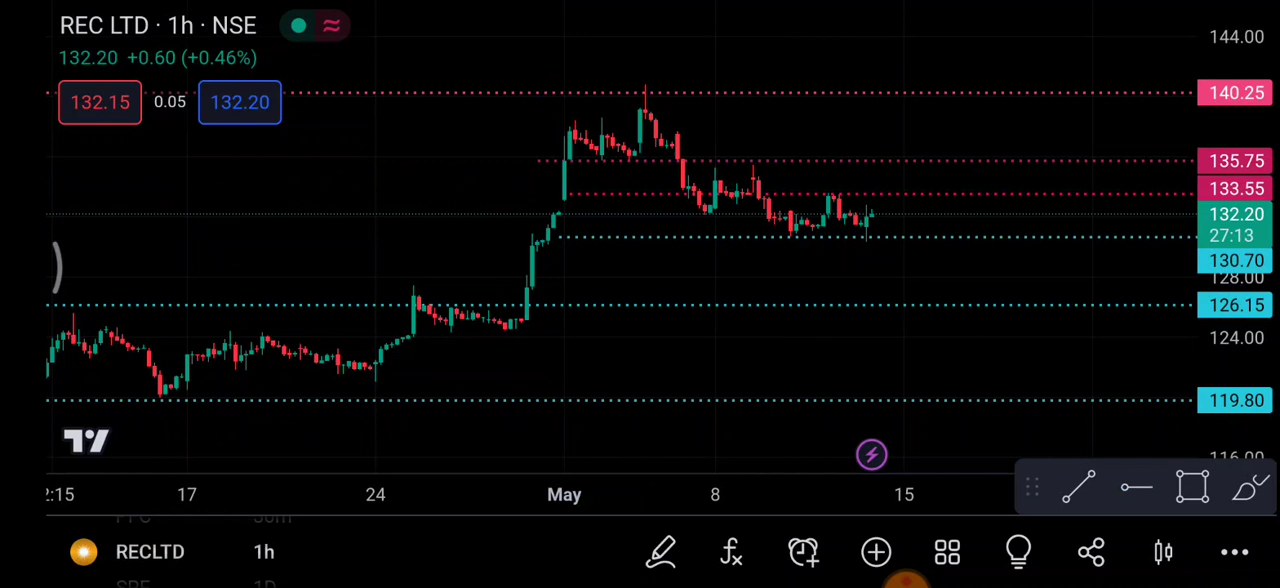 REC LTD · 1h · NSE
132.20 +0.60 (+0.46%)
132.15 0.05 132.20
144.00
140.25
135.75
133.55
132.20
27:13
130.70
128.00
126.15
124.00
119.80
116.00
2:15 17 24 May 8 15
RECLTD 1h